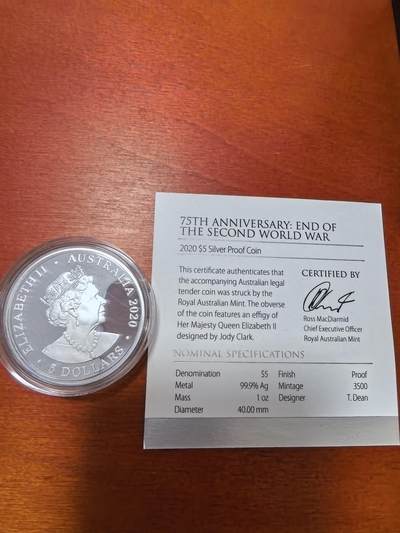 ELIZABETH II • AUSTRALIA 2020 •
5 DOLLARS
75TH ANNIVERSARY: END OF
THE SECOND WORLD WAR
2020 $5 Silver Proof Coin
This certificate authenticates that
the accompanying Australian legal
tender coin was struck by the
Royal Australian Mint. The obverse
of the coin features an effigy of
Her Majesty Queen Elizabeth II
designed by Jody Clark.
CERTIFIED BY
Ross MacDiarmid
Chief Executive Officer
Royal Australian Mint
NOMINAL SPECIFICATIONS
Denomination $5 Finish Proof
Metal 99.9% Ag Mintage 3500
Mass 1 oz Designer T. Dean
Diameter 40.00 mm